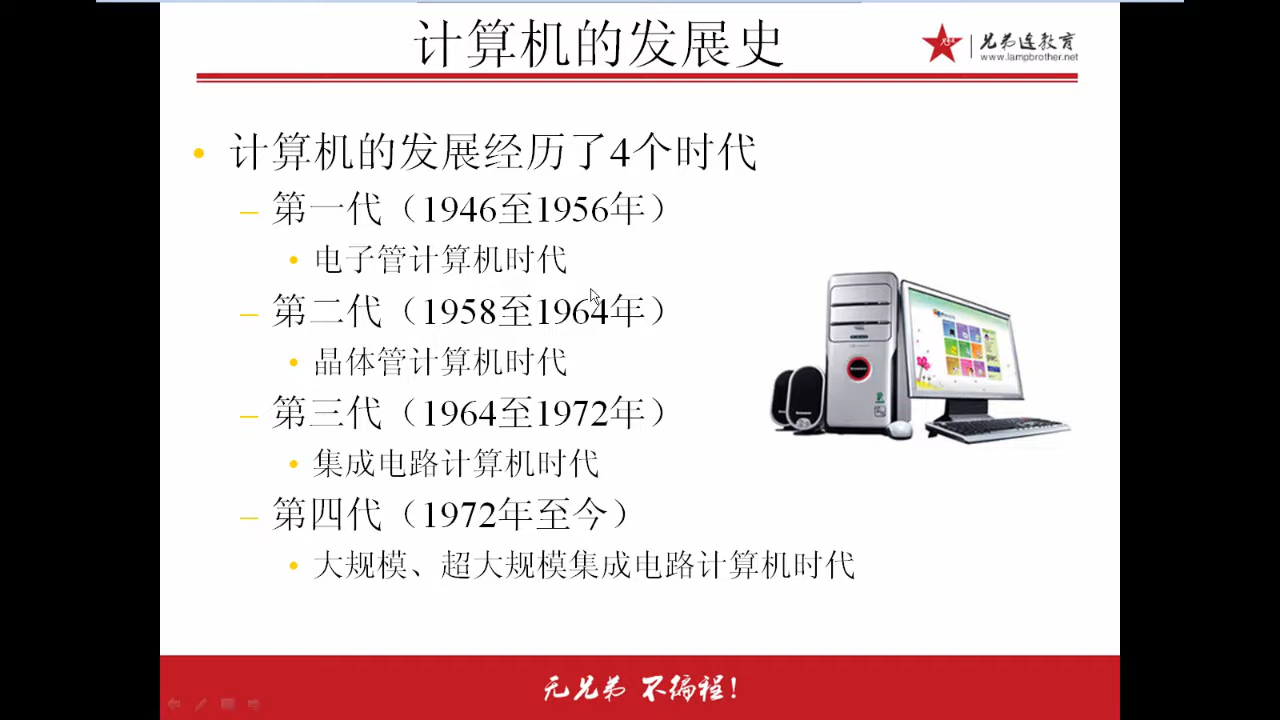 计算机的发展史
兄弟连教育
www.lampbrother.net
• 计算机的发展经历了4个时代
– 第一代（1946至1956年）
• 电子管计算机时代
– 第二代（1958至1964年）
• 晶体管计算机时代
– 第三代（1964至1972年）
• 集成电路计算机时代
– 第四代（1972年至今）
• 大规模、超大规模集成电路计算机时代
无兄弟 不编程!